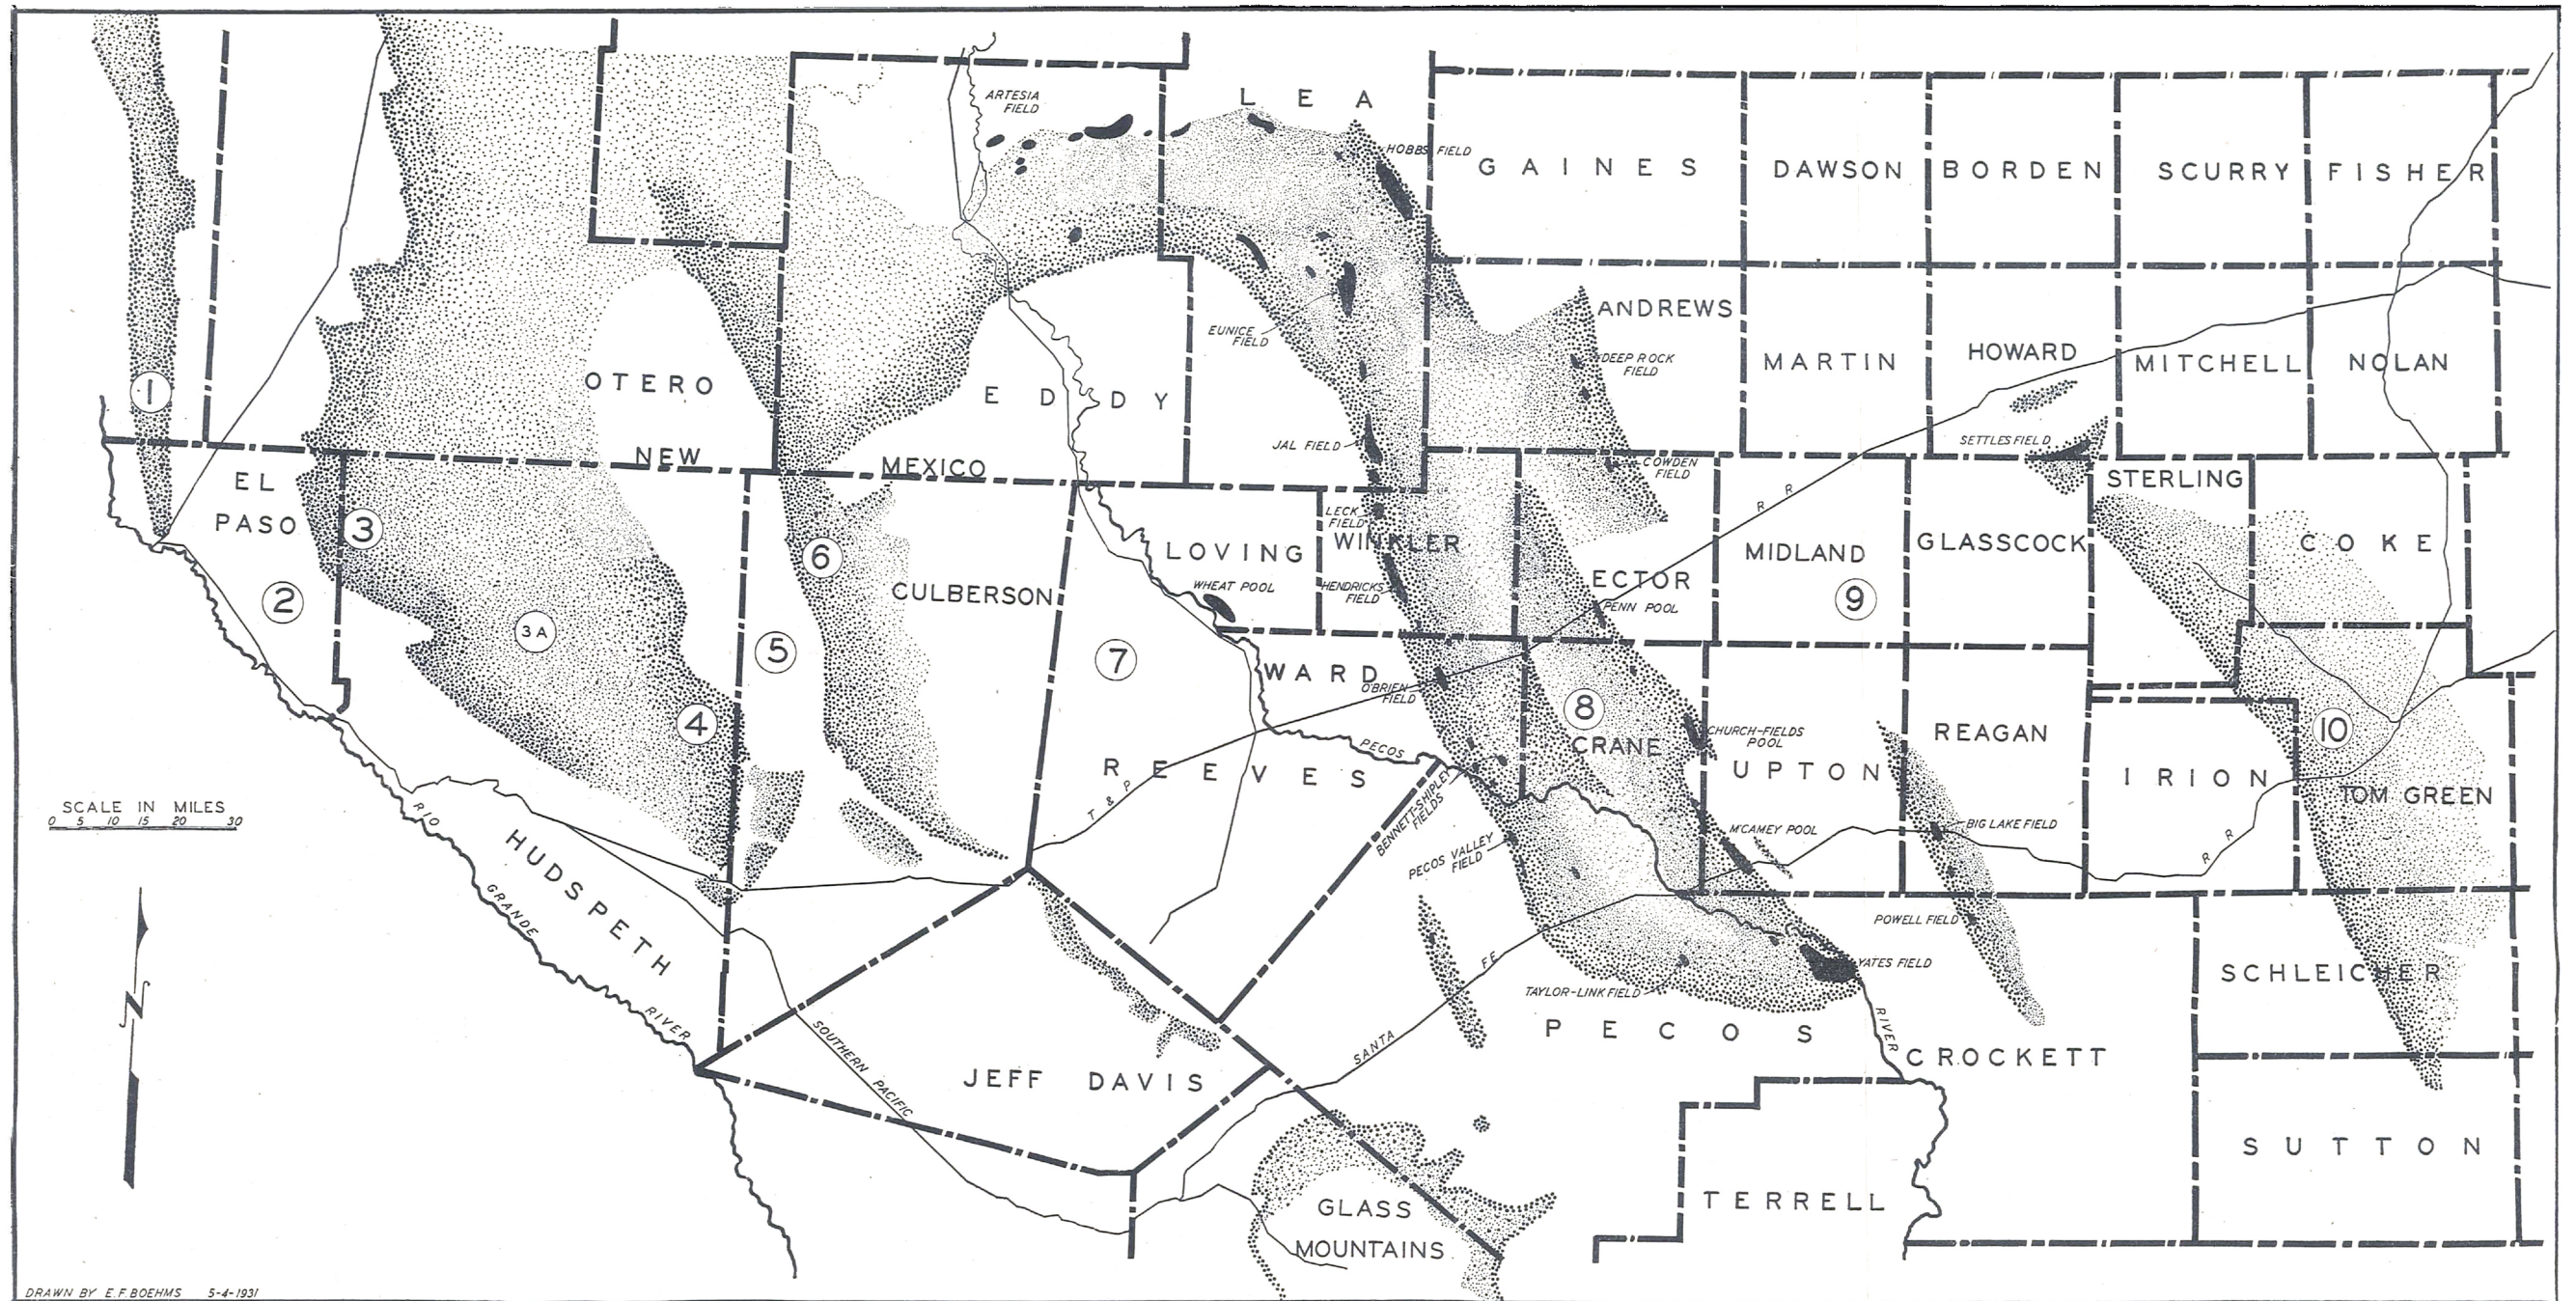 ARTESIA
FIELD
L E A
HOBBS FIELD
GAINES
DAWSON
BORDEN
SCURRY
FISHER
1
OTERO
EDDY
EUNICE
FIELD
JAL FIELD
ANDREWS
DEEP ROCK
FIELD
MARTIN
HOWARD
SETTLES FIELD
MITCHELL
NOLAN
NEW
MEXICO
COWDEN
FIELD
STERLING
EL
PASO
3
2
3A
6
CULBERSON
LOVING
WHEAT POOL
LECK
FIELD
WINKLER
HENDRICKS
FIELD
ECTOR
PENN POOL
R R
MIDLAND
9
GLASSCOCK
COKE
4
5
7
WARD
O'BRIEN
FIELD
8
CRANE
CHURCH-FIELDS
POOL
UPTON
REAGAN
IRION
10
TOM GREEN
REEVES
T & P
PECOS
BENNETT-SHIPLEY
FIELDS
PECOS VALLEY
FIELD
McCAMEY POOL
BIG LAKE FIELD
R R
SCALE IN MILES
0 5 10 15 20 30
RIO
GRANDE
RIVER
HUDSPETH
POWELL FIELD
YATES FIELD
TAYLOR-LINK FIELD
SANTA FE
PECOS
RIVER
CROCKETT
SCHLEICHER
N
SOUTHERN PACIFIC
JEFF DAVIS
GLASS
MOUNTAINS
TERRELL
SUTTON
DRAWN BY E.F. BOEHMS 5-4-1931